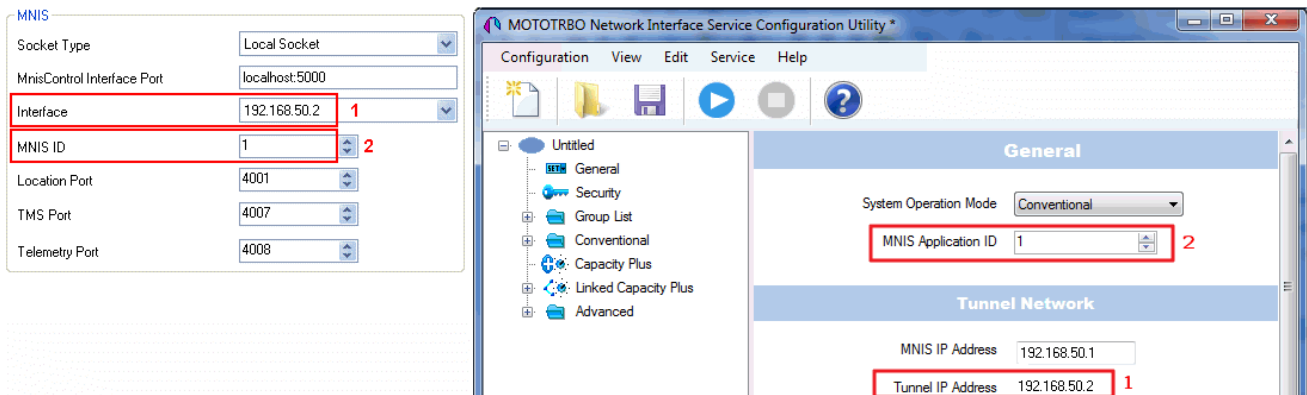 MNIS
Socket Type Local Socket
MnisControl Interface Port localhost:5000
Interface 192.168.50.2 1
MNIS ID 1 2
Location Port 4001
TMS Port 4007
Telemetry Port 4008
MOTOTRBO Network Interface Service Configuration Utility *
Configuration View Edit Service Help
Untitled
SET General
Security
Group List
Conventional
Capacity Plus
Linked Capacity Plus
Advanced
General
System Operation Mode Conventional
MNIS Application ID 1 2
Tunnel Network
MNIS IP Address 192.168.50.1
Tunnel IP Address 192.168.50.2 1